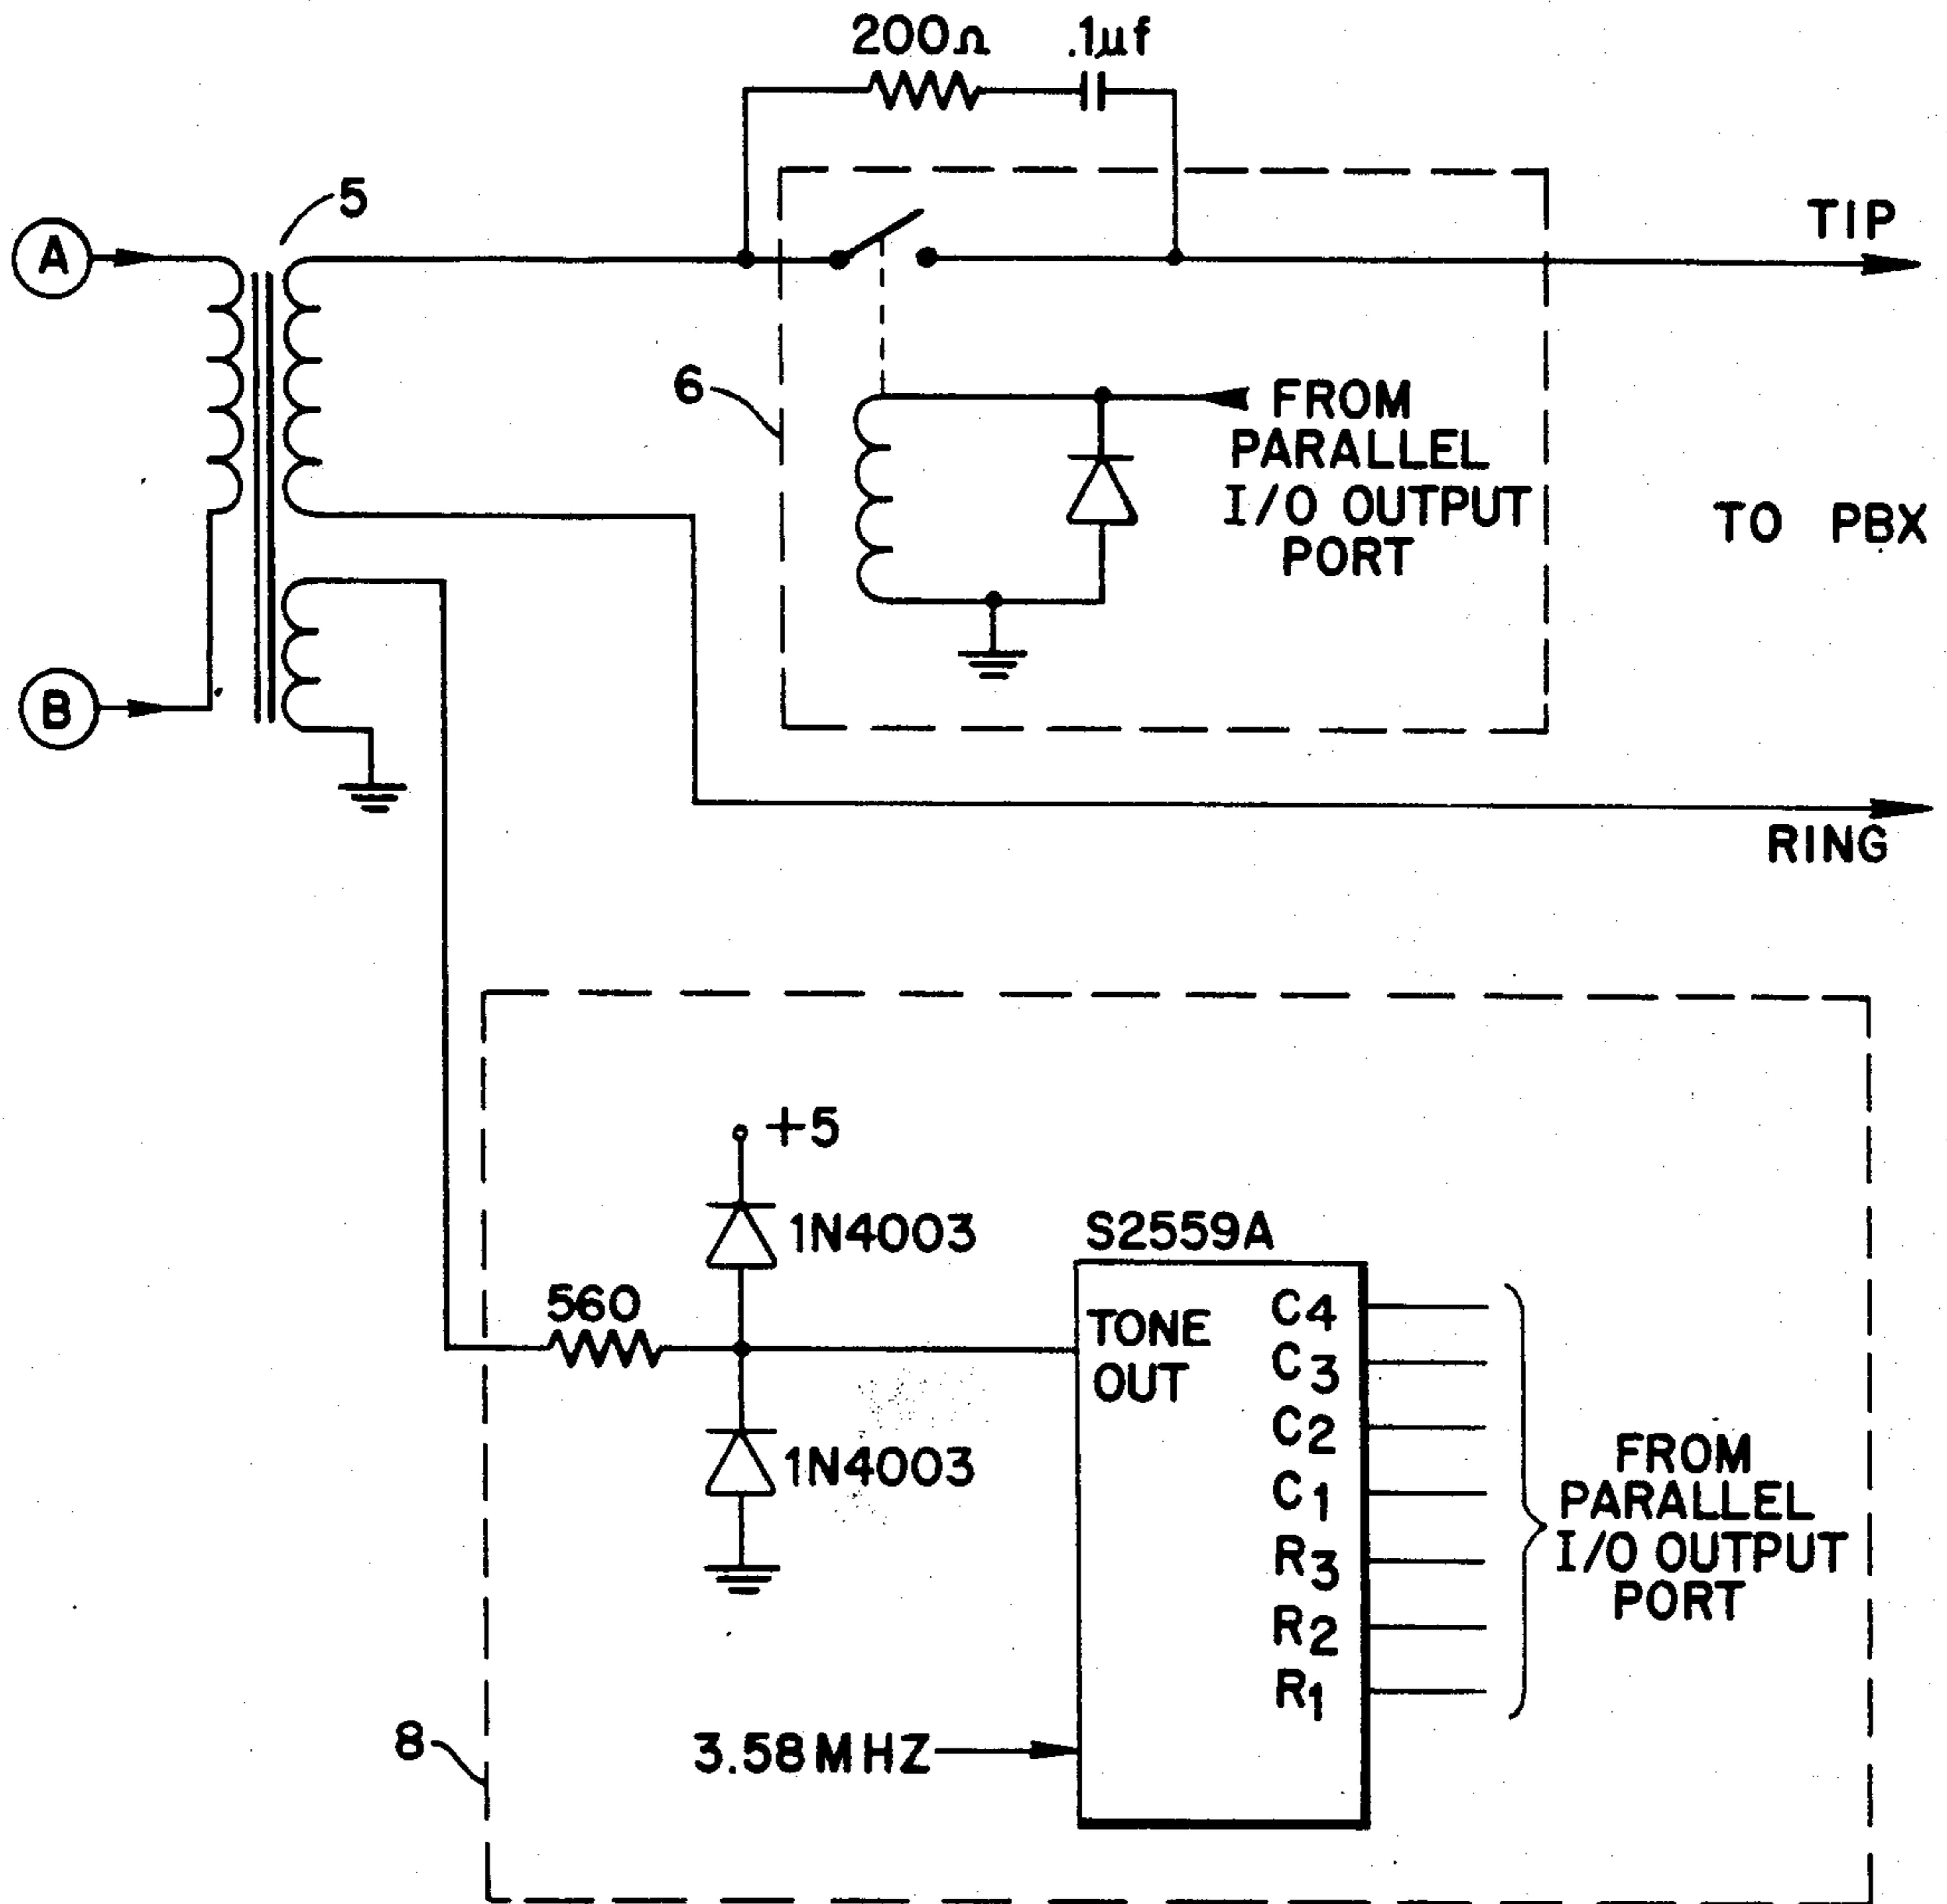 200Ω .1µf
5
A
TIP
6
FROM
PARALLEL
I/O OUTPUT
PORT
TO PBX
B
RING
+5
1N4003
S2559A
560
TONE
OUT
C4
C3
C2
C1
R3
R2
R1
1N4003
FROM
PARALLEL
I/O OUTPUT
PORT
8
3.58MHZ